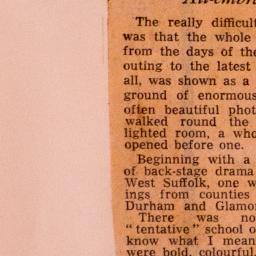 The really difficult
was that the whole
from the days of the
outing to the latest
all, was shown as a
ground of enormous
often beautiful phot
walked round the
lighted room, a who
opened before one.
Beginning with a
of back-stage drama
West Suffolk, one w
ings from counties
Durham and Glamor
There was no
"tentative" school o
know what I mean
were bold, colourful,